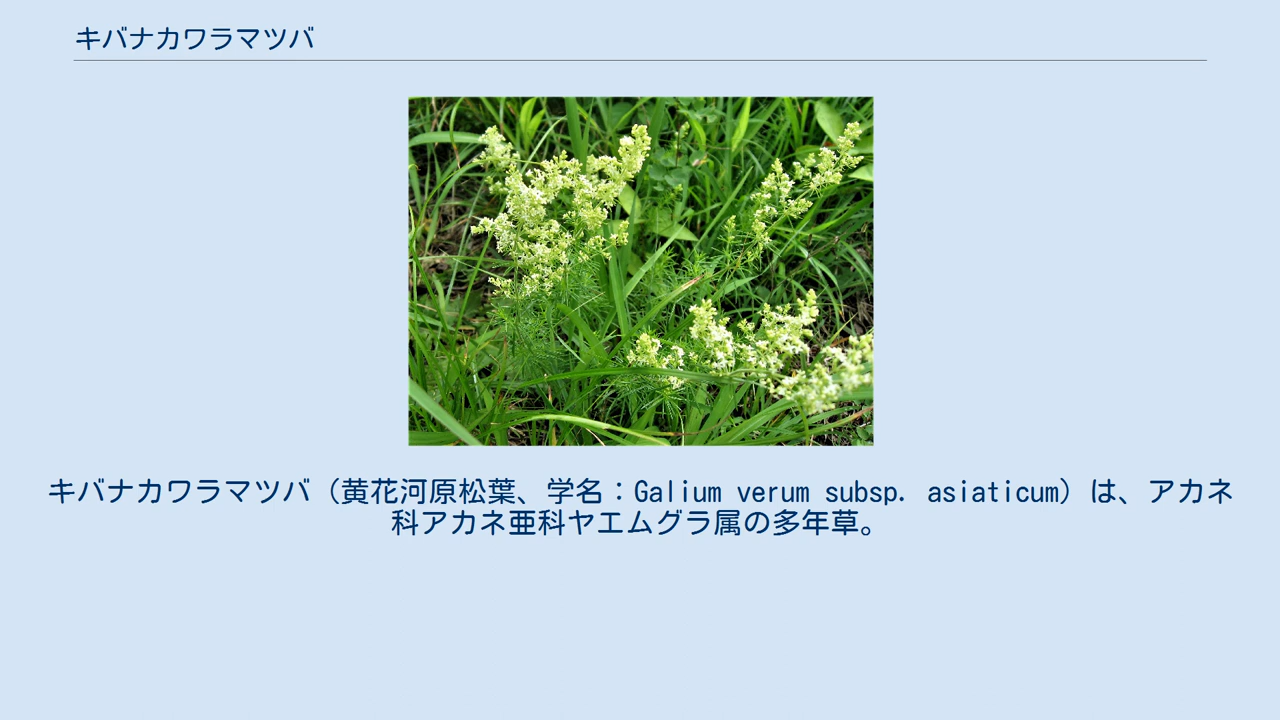 キバナカワラマツバ
キバナカワラマツバ（黄花河原松葉、学名：Galium verum subsp. asiaticum）は、アカネ
科アカネ亜科ヤエムグラ属の多年草。